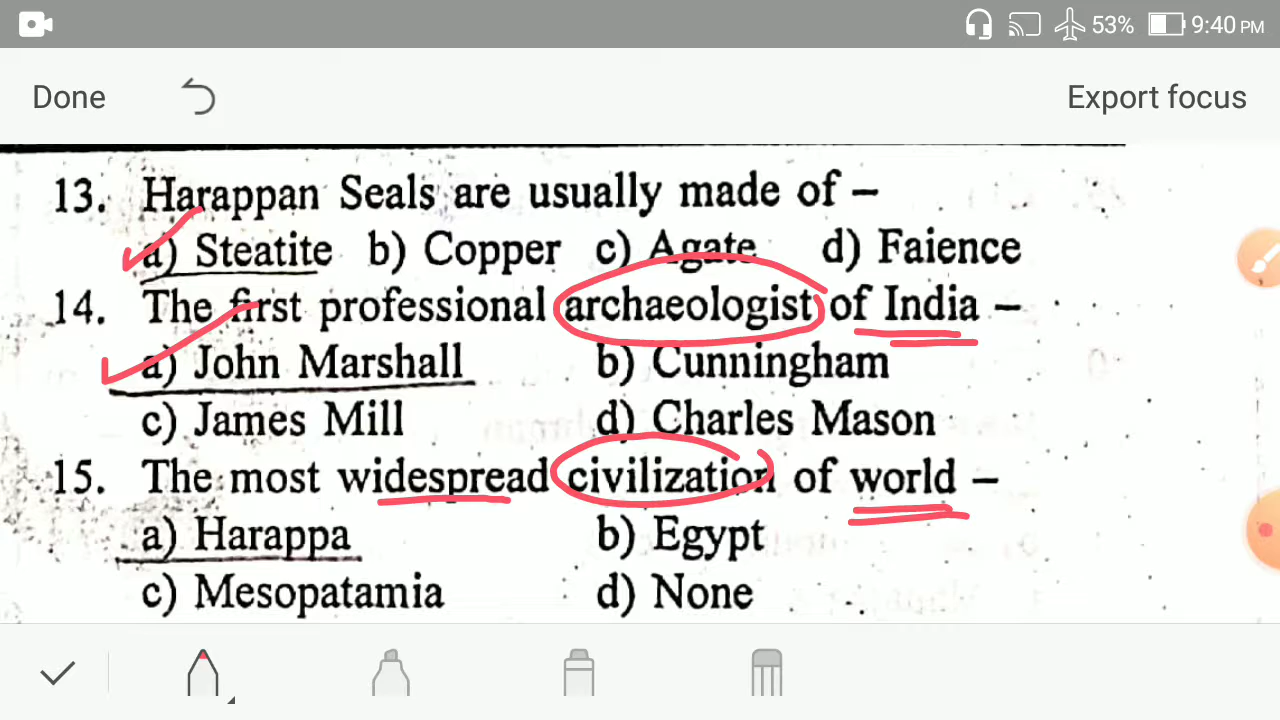 53% 9:40 PM
Done Export focus
13. Harappan Seals are usually made of –
a) Steatite b) Copper c) Agate d) Faience
14. The first professional archaeologist of India –
a) John Marshall b) Cunningham
c) James Mill d) Charles Mason
15. The most widespread civilization of world –
a) Harappa b) Egypt
c) Mesopatamia d) None